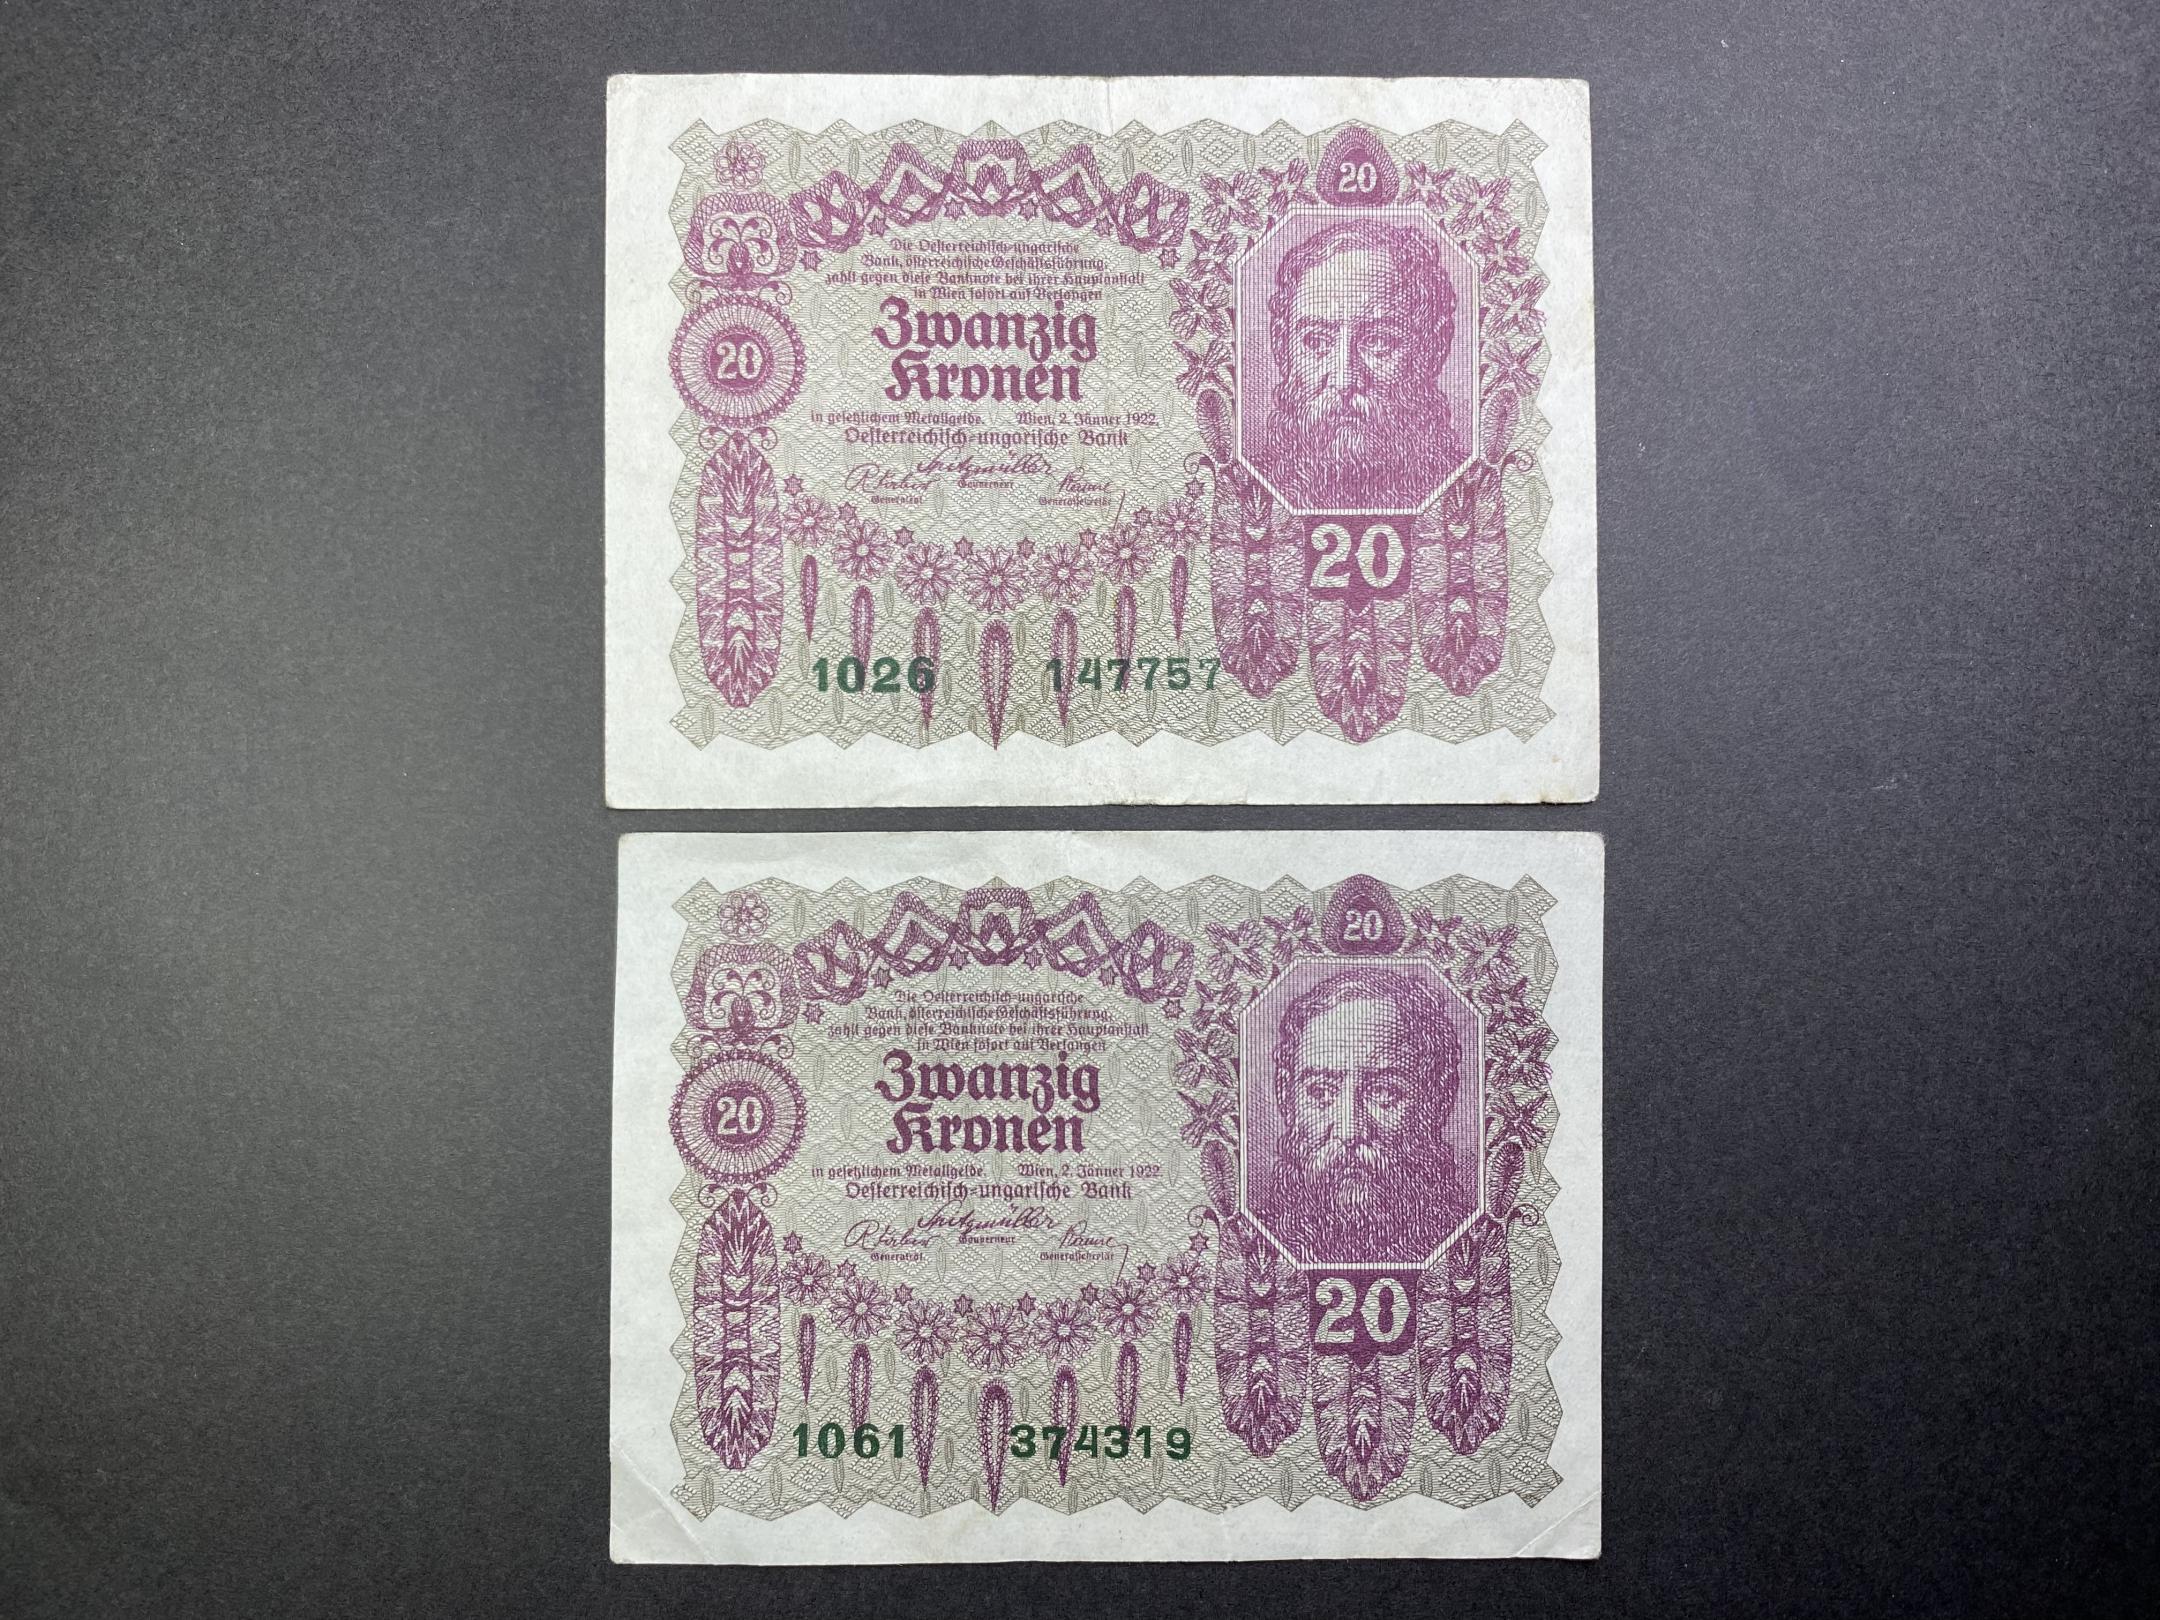 20
Die Oesterreichisch-ungarische
Bank, österreichische Geschäftsführung,
zahlt gegen diese Banknote bei ihrer Hauptanstalt
in Wien sofort auf Verlangen
Zwanzig
Kronen
20
in gesetzlichem Metallgelde. Wien, 2. Jänner 1922.
Oesterreichisch-ungarische Bank
Spitzmüller
Generalrat Gouverneur Generalsekretär
20
1026 147757
20
Die Oesterreichisch-ungarische
Bank, österreichische Geschäftsführung,
zahlt gegen diese Banknote bei ihrer Hauptanstalt
in Wien sofort auf Verlangen
Zwanzig
Kronen
20
in gesetzlichem Metallgelde. Wien, 2. Jänner 1922
Oesterreichisch-ungarische Bank
Spitzmüller
Generalrat Gouverneur Generalsekretär
20
1061 374319